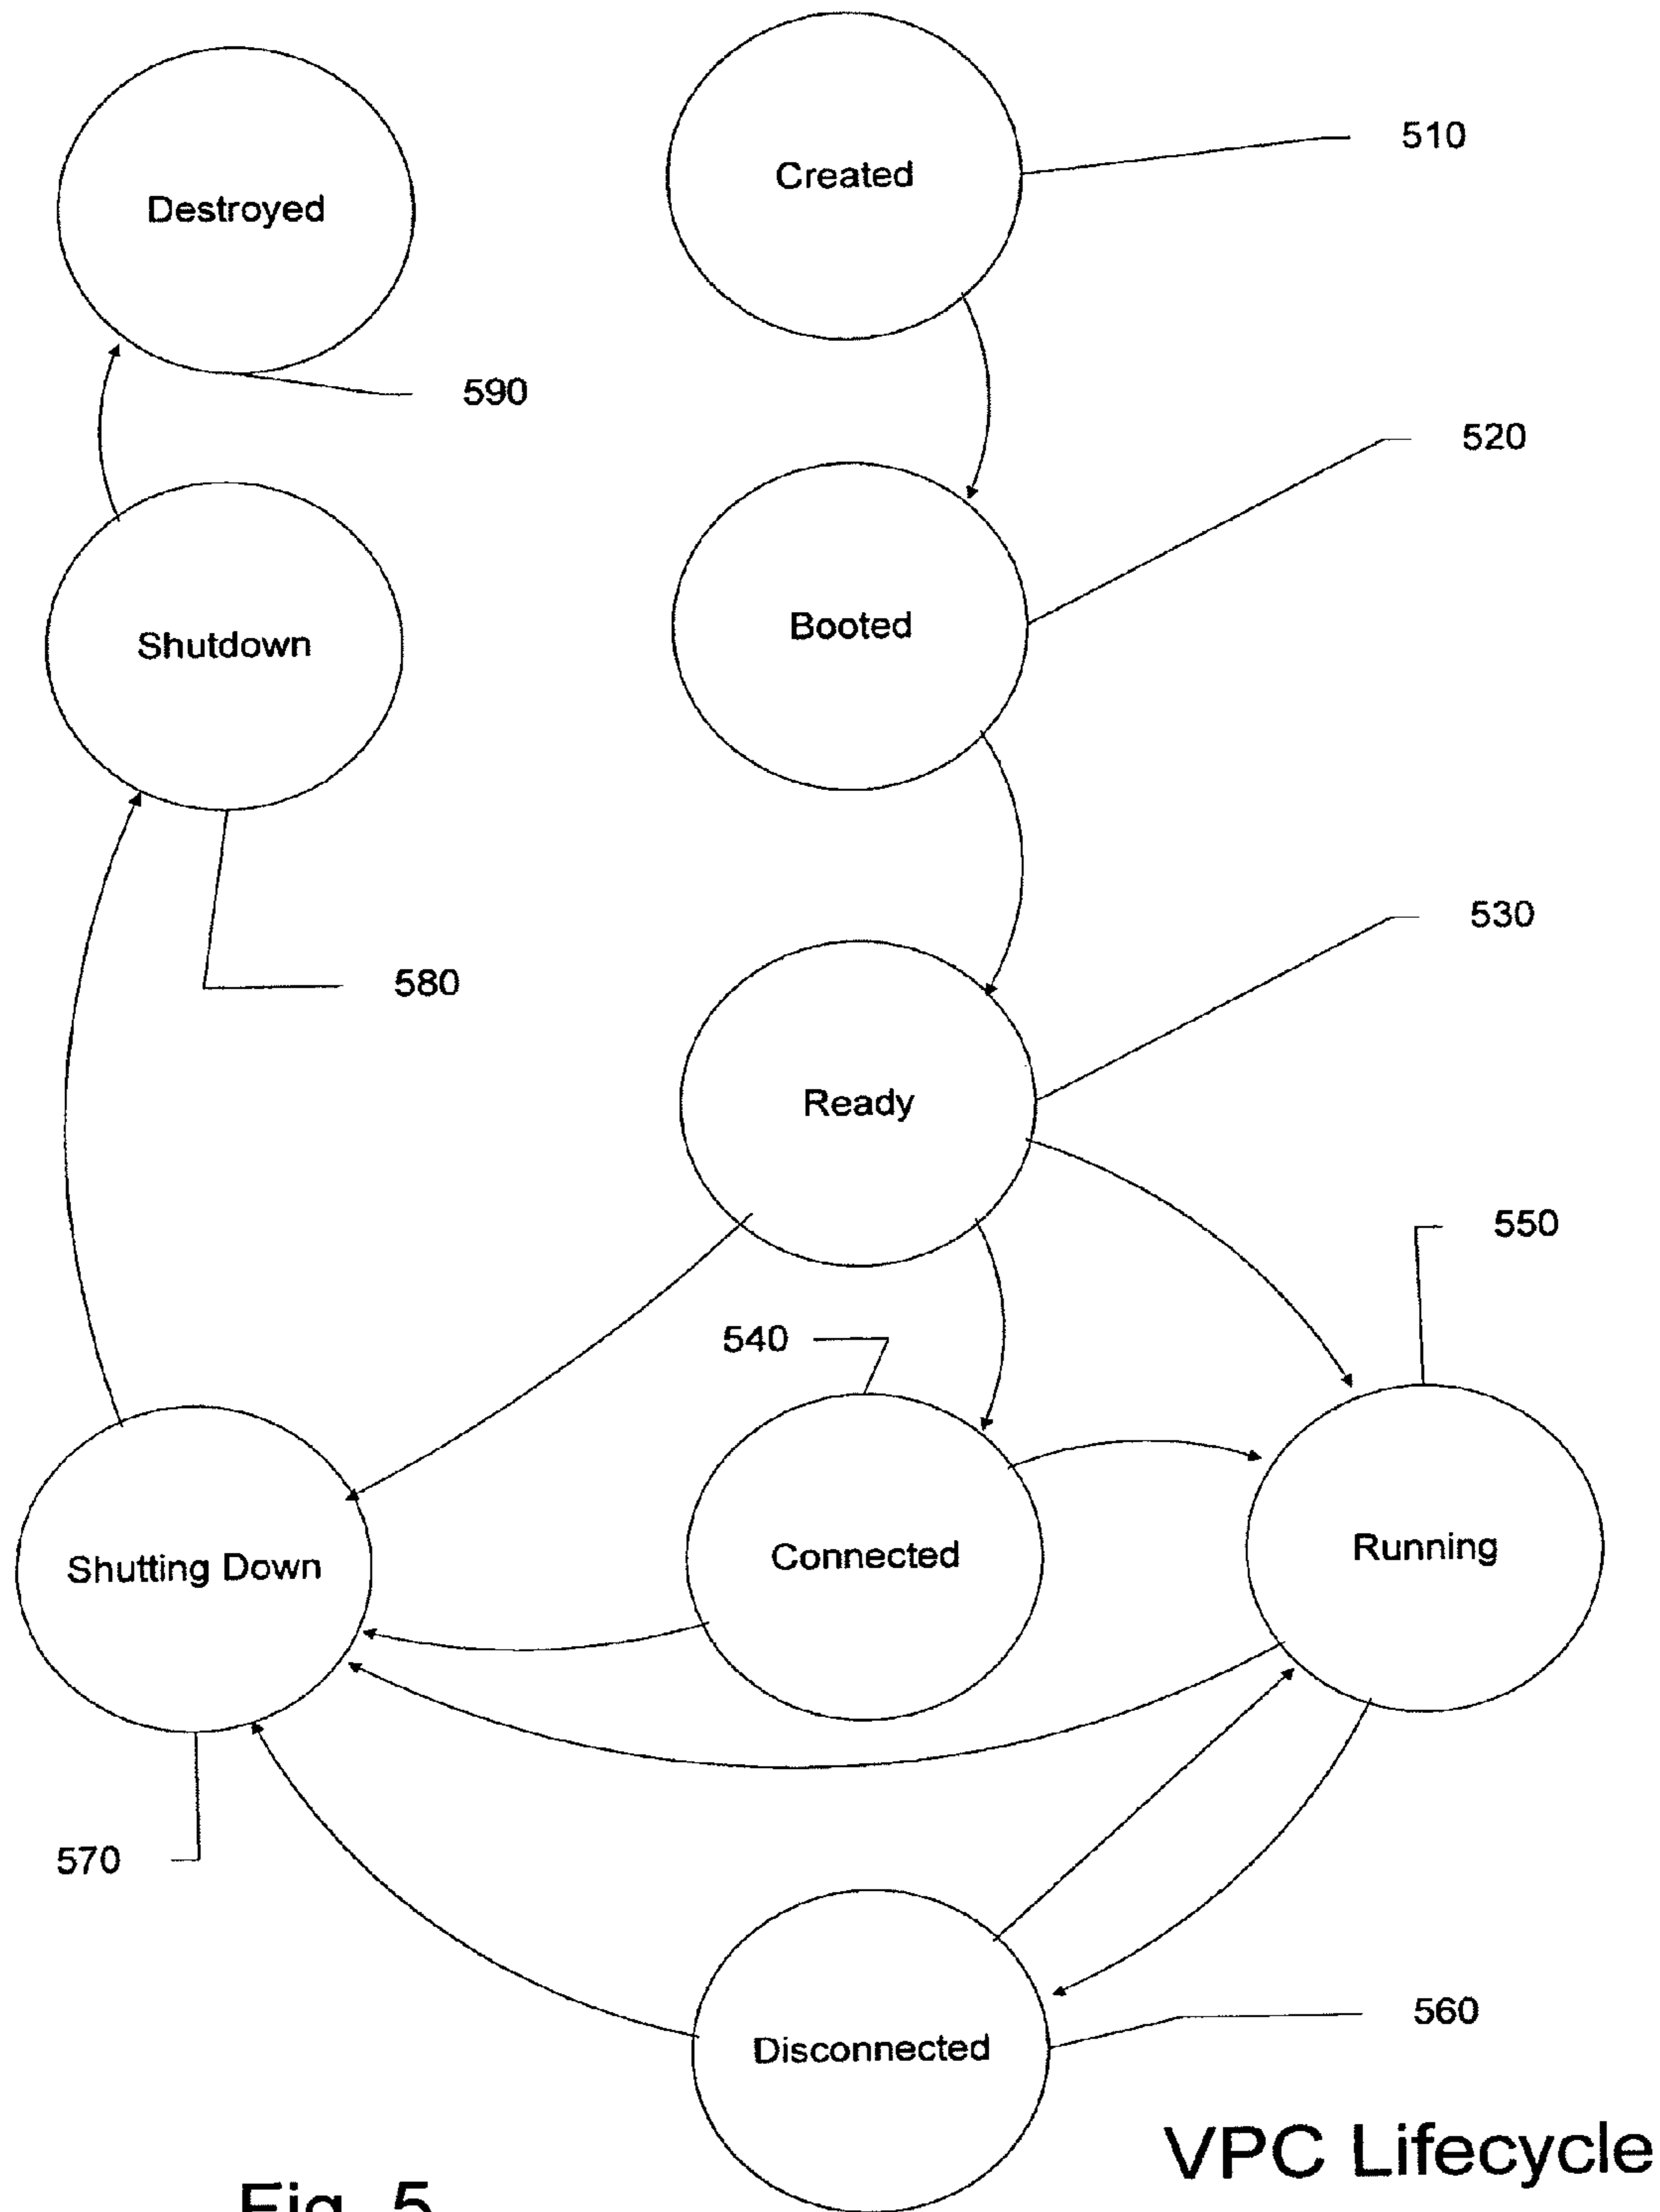 Created
510
Destroyed
590
520
Booted
Shutdown
530
580
Ready
550
540
Connected
Running
Shutting Down
570
560
Disconnected
VPC Lifecycle
Fig. 5